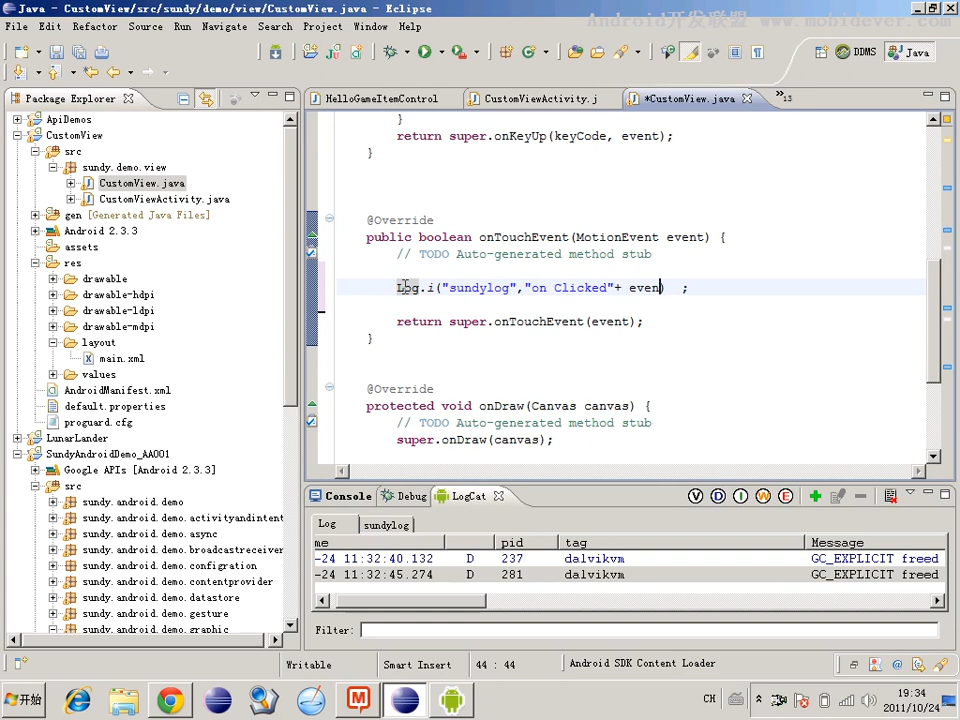 Java - CustomView/src/sundy/demo/view/CustomView.java - Eclipse
Android开发联盟 www.mobidever.com
File Edit Refactor Source Run Navigate Search Project Window Help
DDMS Java
Package Explorer
HelloGameItemControl CustomViewActivity.j *CustomView.java »13
ApiDemos
CustomView
src
sundy.demo.view
CustomView.java
CustomViewActivity.java
gen [Generated Java Files]
Android 2.3.3
assets
res
drawable
drawable-hdpi
drawable-ldpi
drawable-mdpi
layout
main.xml
values
AndroidManifest.xml
default.properties
proguard.cfg
LunarLander
SundyAndroidDemo_AA001
Google APIs [Android 2.3.3]
src
sundy.android.demo
sundy.android.demo.activityandintent
sundy.android.demo.async
sundy.android.demo.broadcastreceiver
sundy.android.demo.configration
sundy.android.demo.contentprovider
sundy.android.demo.datastore
sundy.android.demo.gesture
sundy.android.demo.graphic
}
return super.onKeyUp(keyCode, event);
}
@Override
public boolean onTouchEvent(MotionEvent event) {
// TODO Auto-generated method stub
Log.i("sundylog","on Clicked"+ even) ;
return super.onTouchEvent(event);
}
@Override
protected void onDraw(Canvas canvas) {
// TODO Auto-generated method stub
super.onDraw(canvas);
Console Debug LogCat
V D I W E
Log sundylog
me pid tag Message
-24 11:32:40.132 D 237 dalvikvm GC_EXPLICIT freed
-24 11:32:45.274 D 281 dalvikvm GC_EXPLICIT freed
Filter:
Writable Smart Insert 44 : 44 Android SDK Content Loader
开始 CH 19:34
2011/10/24